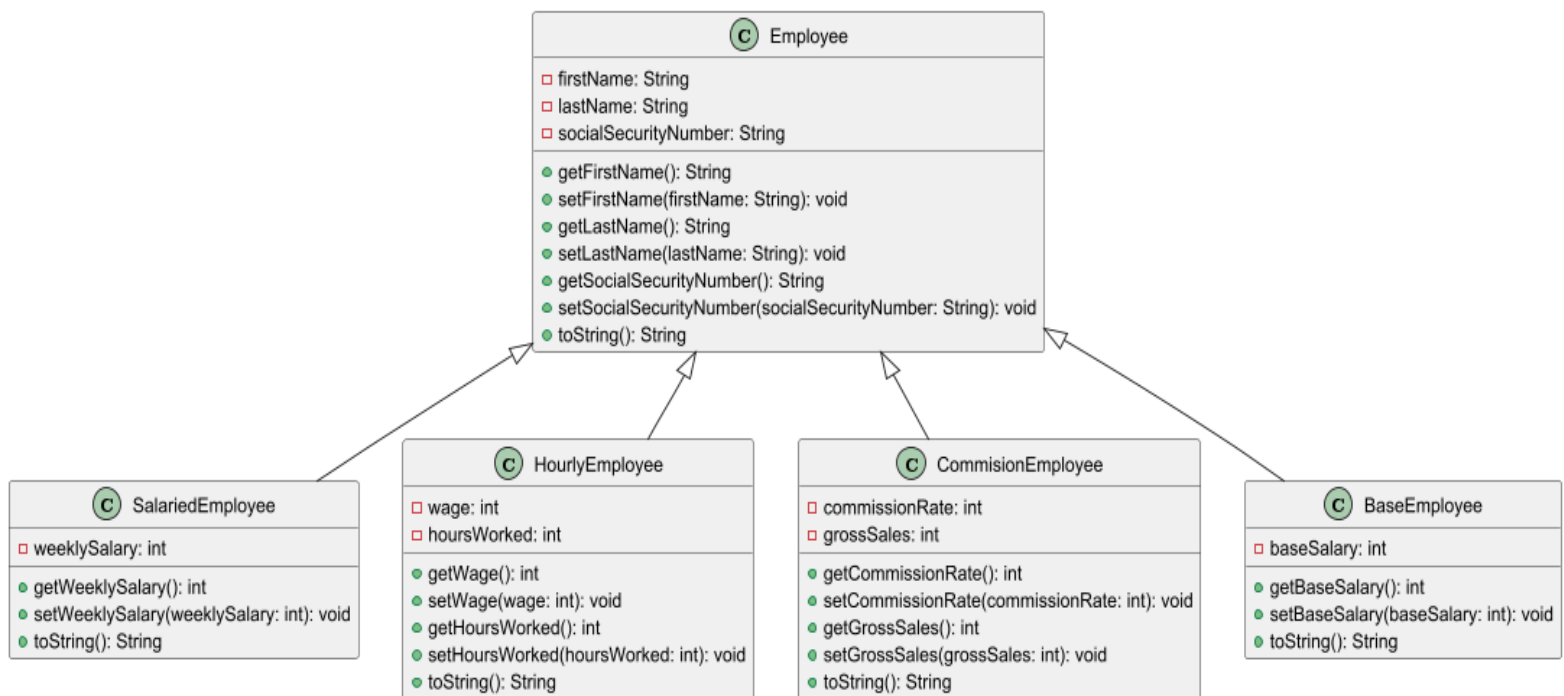 C Employee
firstName: String
lastName: String
socialSecurityNumber: String
getFirstName(): String
setFirstName(firstName: String): void
getLastName(): String
setLastName(lastName: String): void
getSocialSecurityNumber(): String
setSocialSecurityNumber(socialSecurityNumber: String): void
toString(): String
C SalariedEmployee
weeklySalary: int
getWeeklySalary(): int
setWeeklySalary(weeklySalary: int): void
toString(): String
C HourlyEmployee
wage: int
hoursWorked: int
getWage(): int
setWage(wage: int): void
getHoursWorked(): int
setHoursWorked(hoursWorked: int): void
toString(): String
C CommisionEmployee
commissionRate: int
grossSales: int
getCommissionRate(): int
setCommissionRate(commissionRate: int): void
getGrossSales(): int
setGrossSales(grossSales: int): void
toString(): String
C BaseEmployee
baseSalary: int
getBaseSalary(): int
setBaseSalary(baseSalary: int): void
toString(): String